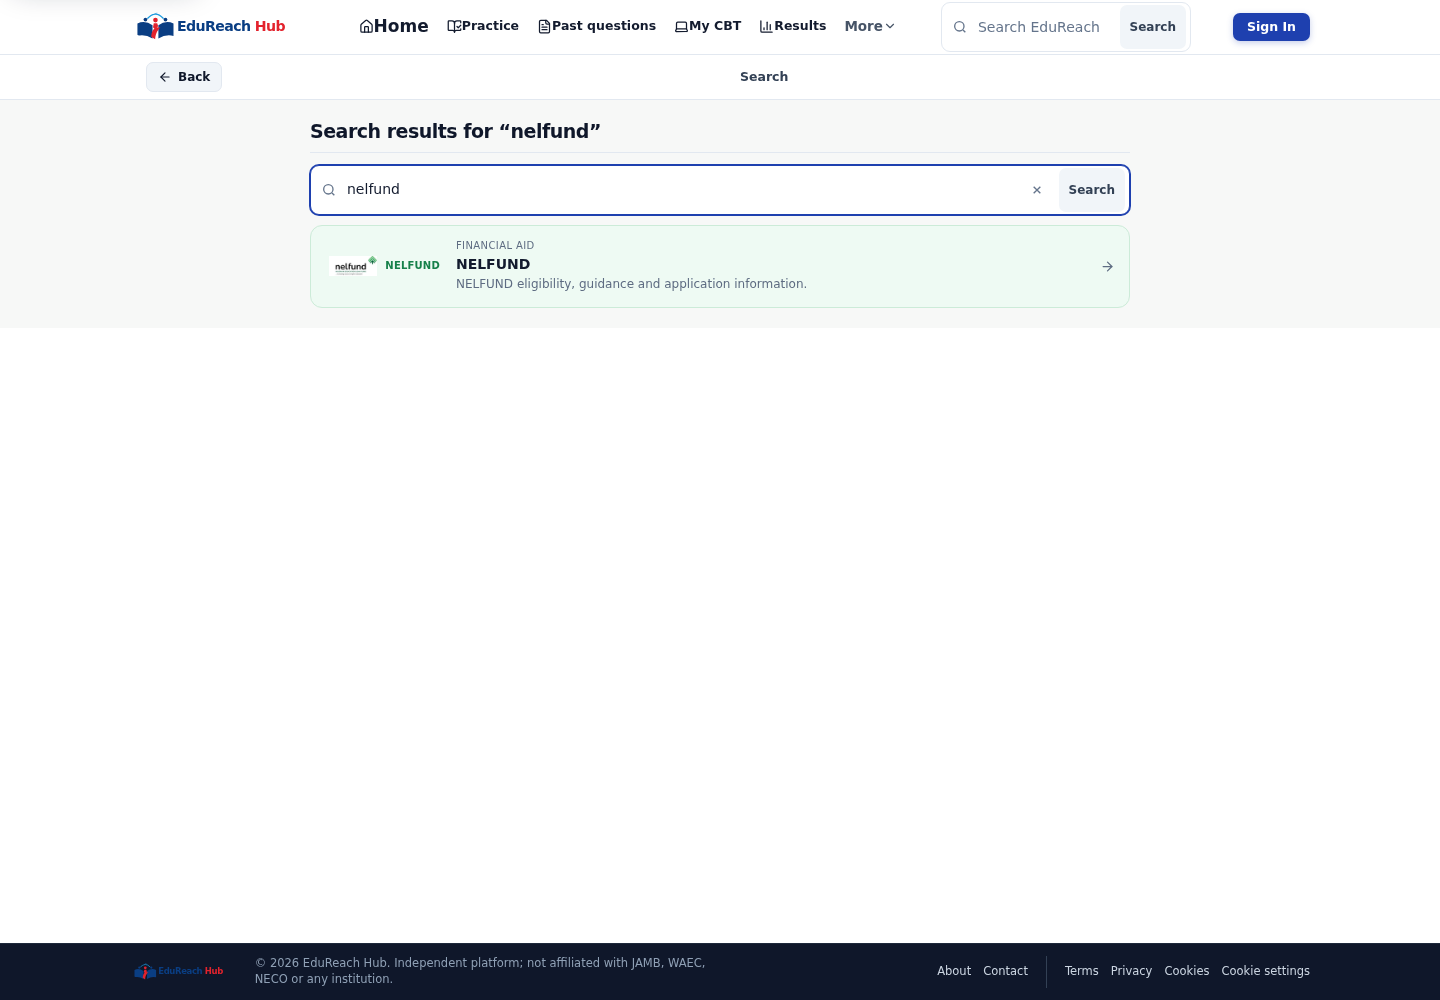 EduReach Hub
Home
Practice
Past questions
My CBT
Results
More
Search EduReach
Search
Sign In
Back
Search
Search results for “nelfund”
nelfund
×
Search
nelfund
NELFUND
FINANCIAL AID
NELFUND
NELFUND eligibility, guidance and application information.
EduReach Hub
© 2026 EduReach Hub. Independent platform; not affiliated with JAMB, WAEC,
NECO or any institution.
About
Contact
Terms
Privacy
Cookies
Cookie settings